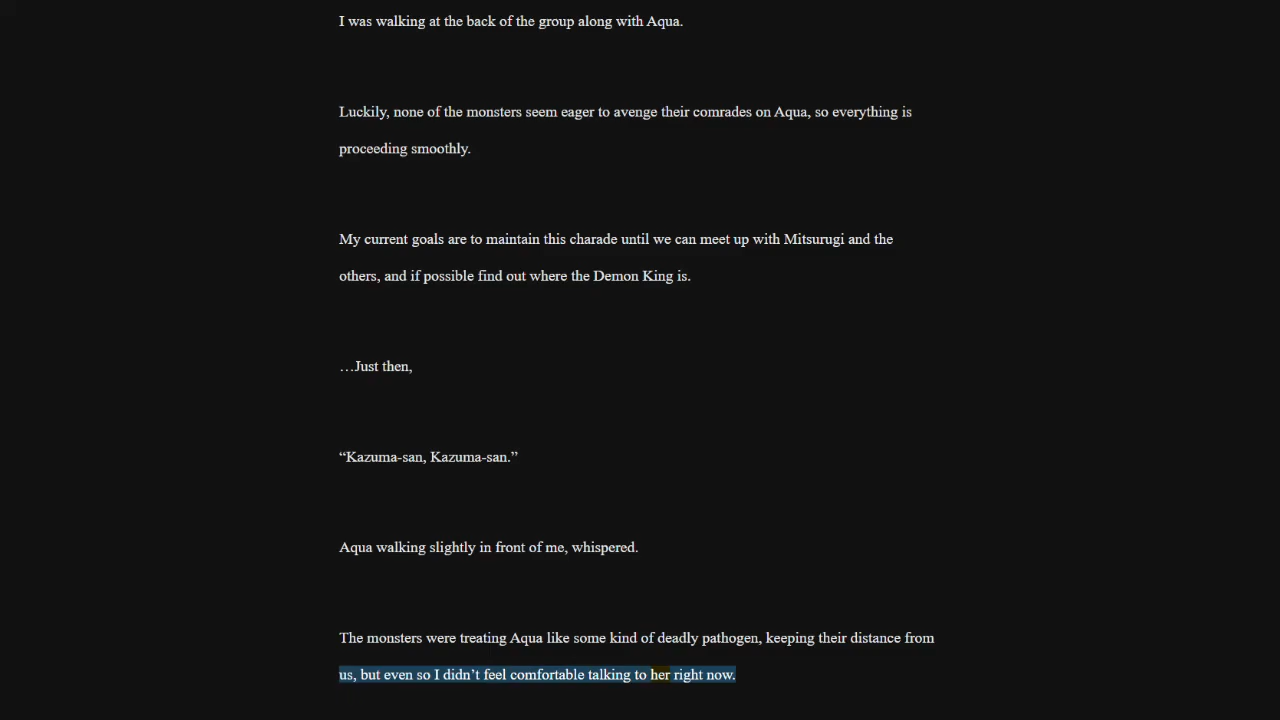 I was walking at the back of the group along with Aqua.
Luckily, none of the monsters seem eager to avenge their comrades on Aqua, so everything is
proceeding smoothly.
My current goals are to maintain this charade until we can meet up with Mitsurugi and the
others, and if possible find out where the Demon King is.
…Just then,
“Kazuma-san, Kazuma-san.”
Aqua walking slightly in front of me, whispered.
The monsters were treating Aqua like some kind of deadly pathogen, keeping their distance from
us, but even so I didn’t feel comfortable talking to her right now.